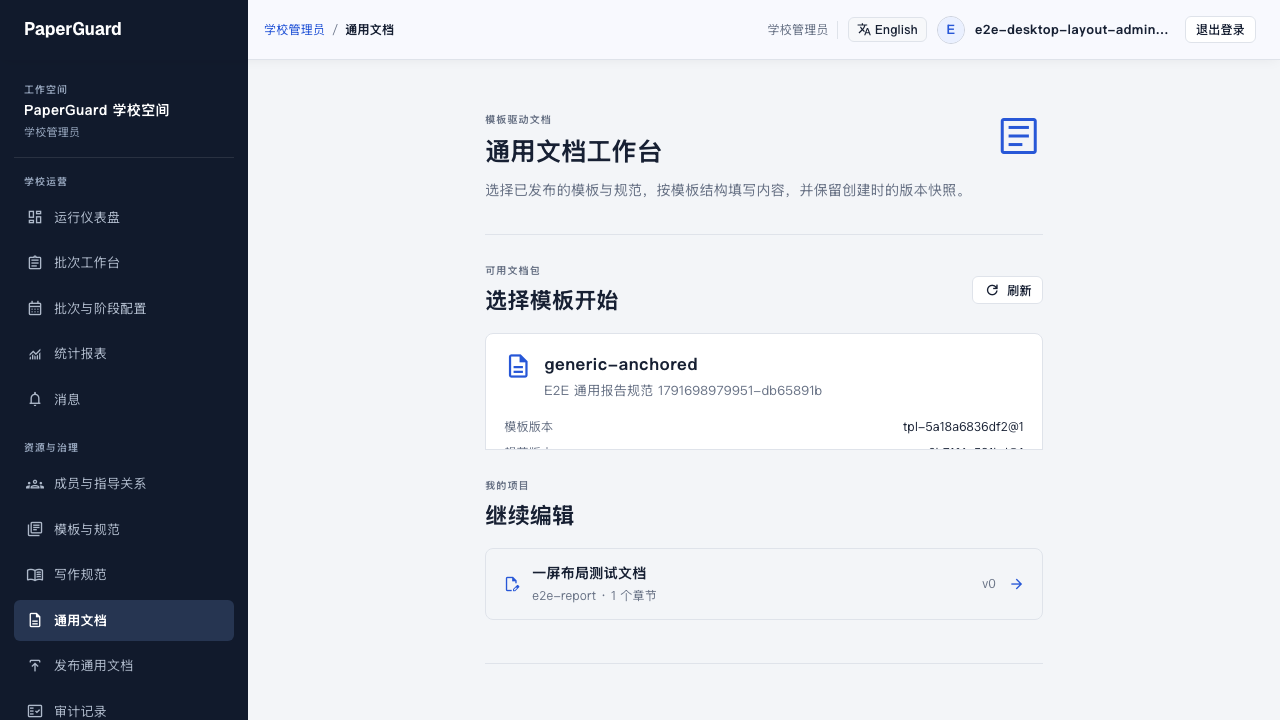 PaperGuard
工作空间
PaperGuard 学校空间
学校管理员
学校运营
运行仪表盘
批次工作台
批次与阶段配置
统计报表
消息
资源与治理
成员与指导关系
模板与规范
写作规范
通用文档
发布通用文档
审计记录
学校管理员 / 通用文档
学校管理员
English
E
e2e-desktop-layout-admin...
退出登录
模板驱动文档
通用文档工作台
选择已发布的模板与规范，按模板结构填写内容，并保留创建时的版本快照。
可用文档包
选择模板开始
刷新
generic-anchored
E2E 通用报告规范 1791698979951-db65891b
模板版本 tpl-5a18a6836df2@1
我的项目
继续编辑
一屏布局测试文档
e2e-report · 1 个章节
v0